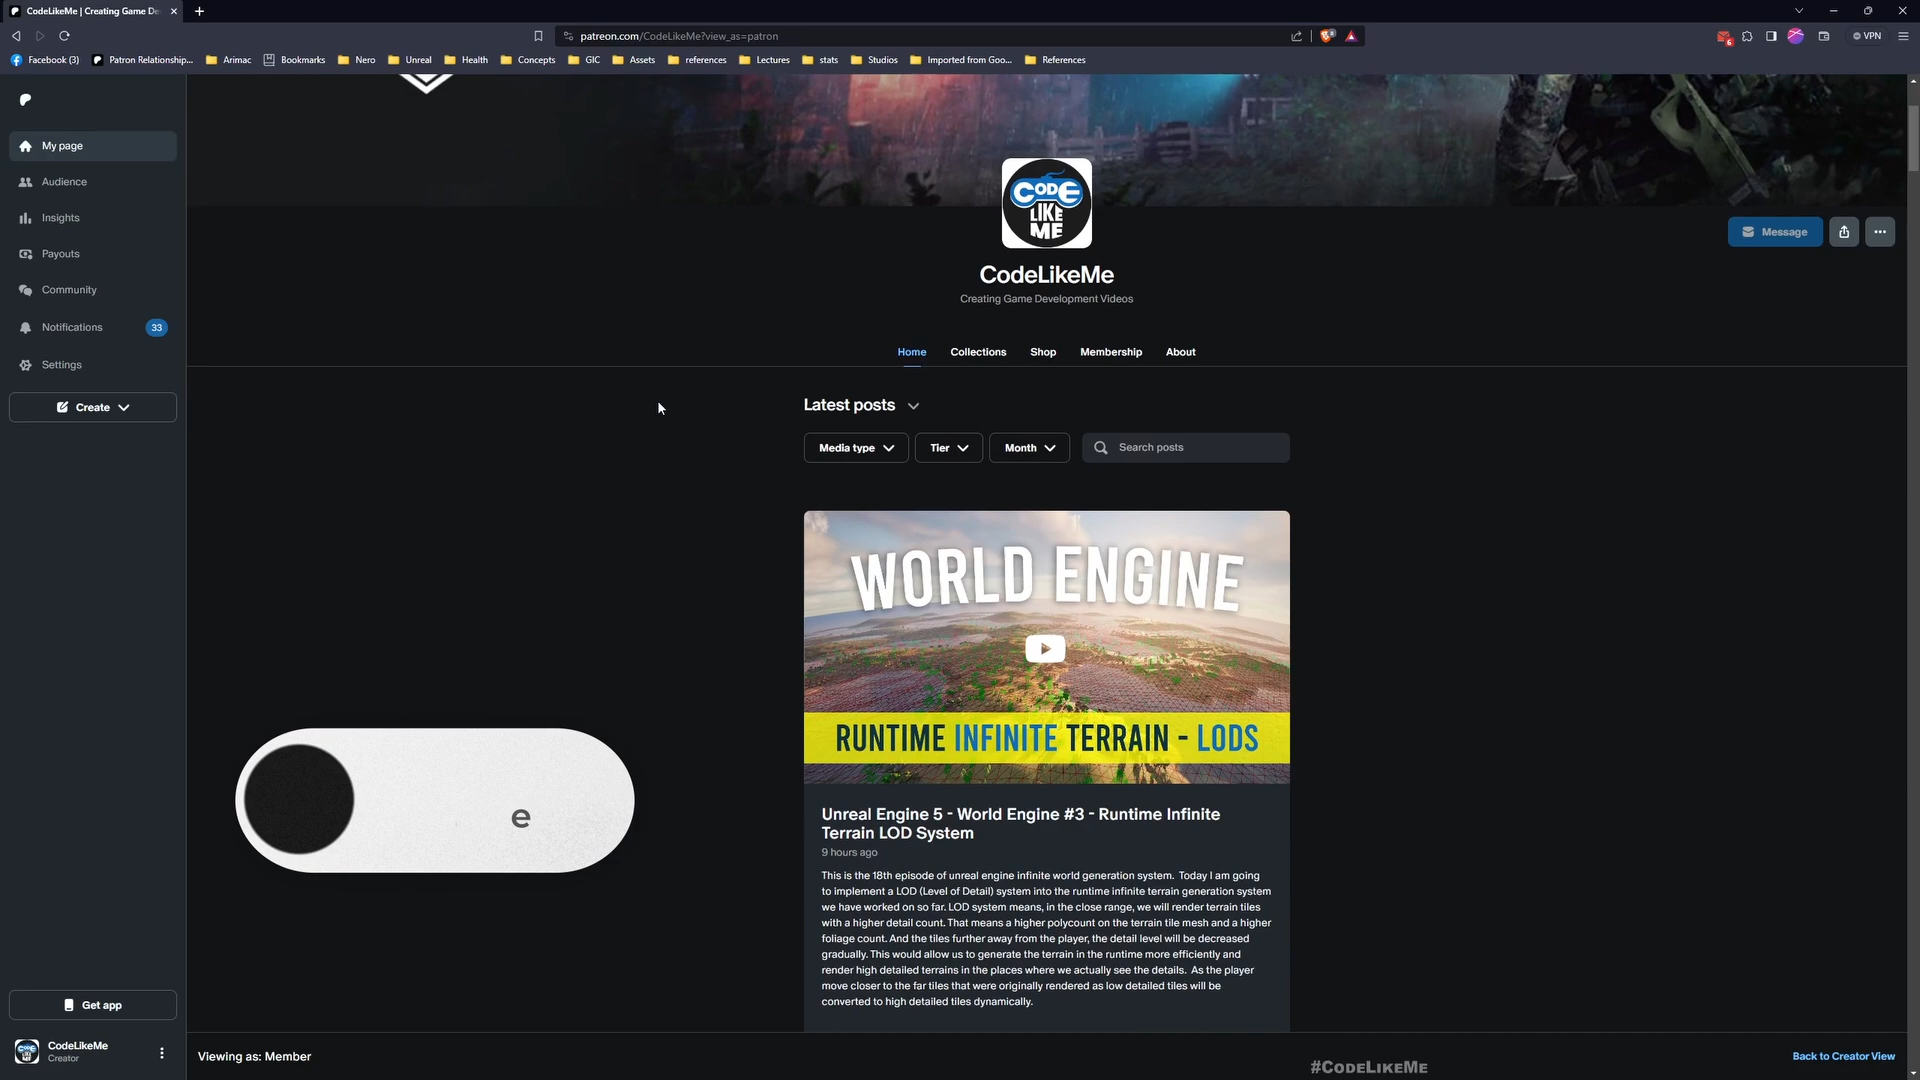 CodeLikeMe | Creating Game De
patreon.com/CodeLikeMe?view_as=patron
6
VPN
Facebook (3)
Patron Relationship...
Arimac
Bookmarks
Nero
Unreal
Health
Concepts
GIC
Assets
references
Lectures
stats
Studios
Imported from Goo...
References
My page
Audience
Insights
Payouts
Community
Notifications
33
Settings
Create
CODE
LIKE
ME
Message
CodeLikeMe
Creating Game Development Videos
Home
Collections
Shop
Membership
About
Latest posts
Media type
Tier
Month
Search posts
WORLD ENGINE
RUNTIME INFINITE TERRAIN - LODS
e
Unreal Engine 5 - World Engine #3 - Runtime Infinite
Terrain LOD System
9 hours ago
This is the 18th episode of unreal engine infinite world generation system. Today I am going
to implement a LOD (Level of Detail) system into the runtime infinite terrain generation system
we have worked on so far. LOD system means, in the close range, we will render terrain tiles
with a higher detail count. That means a higher polycount on the terrain tile mesh and a higher
foliage count. And the tiles further away from the player, the detail level will be decreased
gradually. This would allow us to generate the terrain in the runtime more efficiently and
render high detailed terrains in the places where we actually see the details. As the player
move closer to the far tiles that were originally rendered as low detailed tiles will be
converted to high detailed tiles dynamically.
Get app
CodeLikeMe
Creator
Viewing as: Member
#CodeLikeMe
Back to Creator View